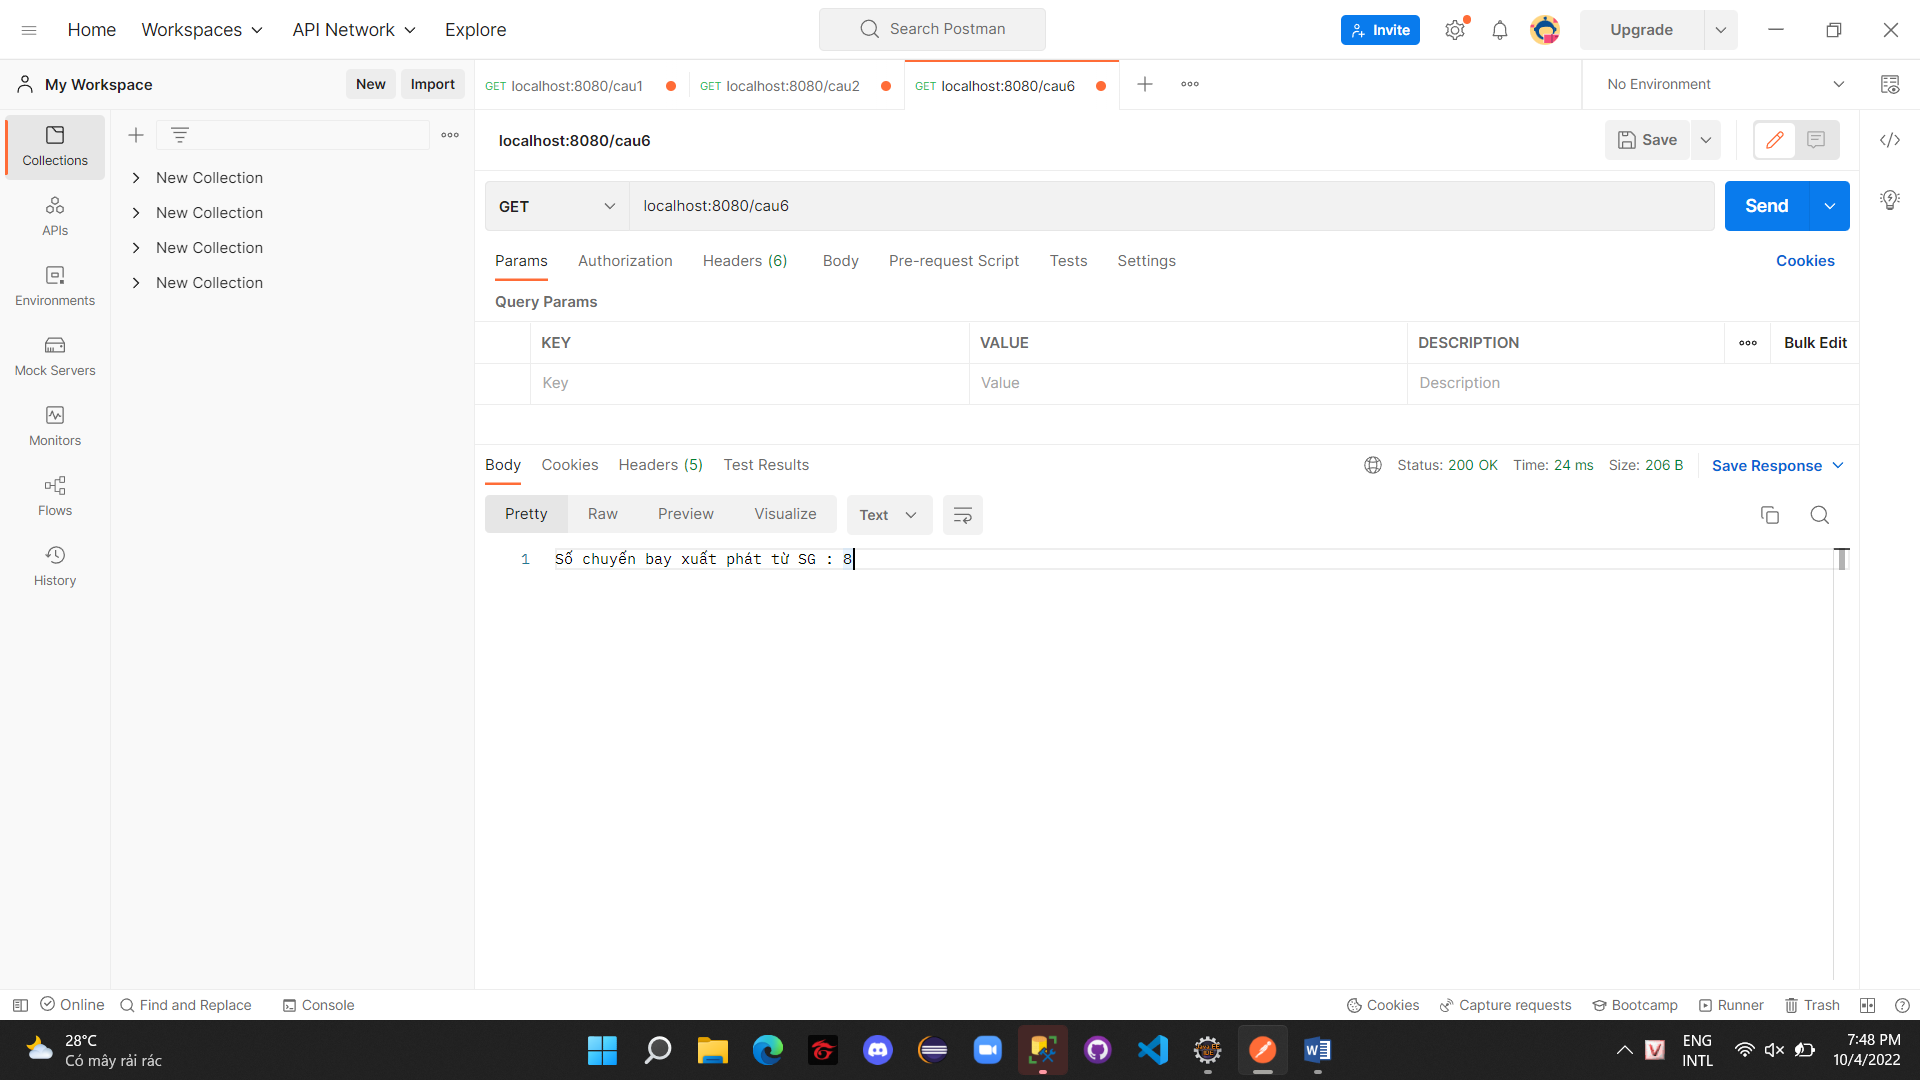 Home
Workspaces
API Network
Explore
Search Postman
Invite
Upgrade
My Workspace
New
Import
GET localhost:8080/cau1
GET localhost:8080/cau2
GET localhost:8080/cau6
No Environment
Collections
APIs
Environments
Mock Servers
Monitors
Flows
History
New Collection
New Collection
New Collection
New Collection
localhost:8080/cau6
Save
GET
localhost:8080/cau6
Send
Params
Authorization
Headers (6)
Body
Pre-request Script
Tests
Settings
Cookies
Query Params
KEY
VALUE
DESCRIPTION
Bulk Edit
Key
Value
Description
Body
Cookies
Headers (5)
Test Results
Status: 200 OK
Time: 24 ms
Size: 206 B
Save Response
Pretty
Raw
Preview
Visualize
Text
1 Số chuyến bay xuất phát từ SG : 8
Online
Find and Replace
Console
Cookies
Capture requests
Bootcamp
Runner
Trash
28°C
Có mây rải rác
ENG
INTL
7:48 PM
10/4/2022